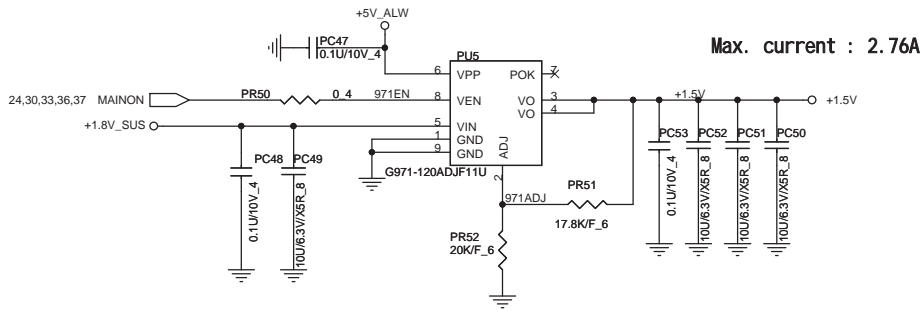 +5V_ALW
PC47
0.1U/10V_4
Max. current : 2.76A
PU5
6 VPP POK 7
24,30,33,36,37 MAINON PR50 0_4 971EN 8 VEN VO 3 +1.5V +1.5V
VO 4
+1.8V_SUS 5 VIN
1 GND
9 GND
ADJ
2
G971-120ADJF11U
PC48
0.1U/10V_4
PC49
10U/6.3V/X5R_8
971ADJ
PR51
17.8K/F_6
PR52
20K/F_6
PC53
0.1U/10V_4
PC52
10U/6.3V/X5R_8
PC51
10U/6.3V/X5R_8
PC50
10U/6.3V/X5R_8